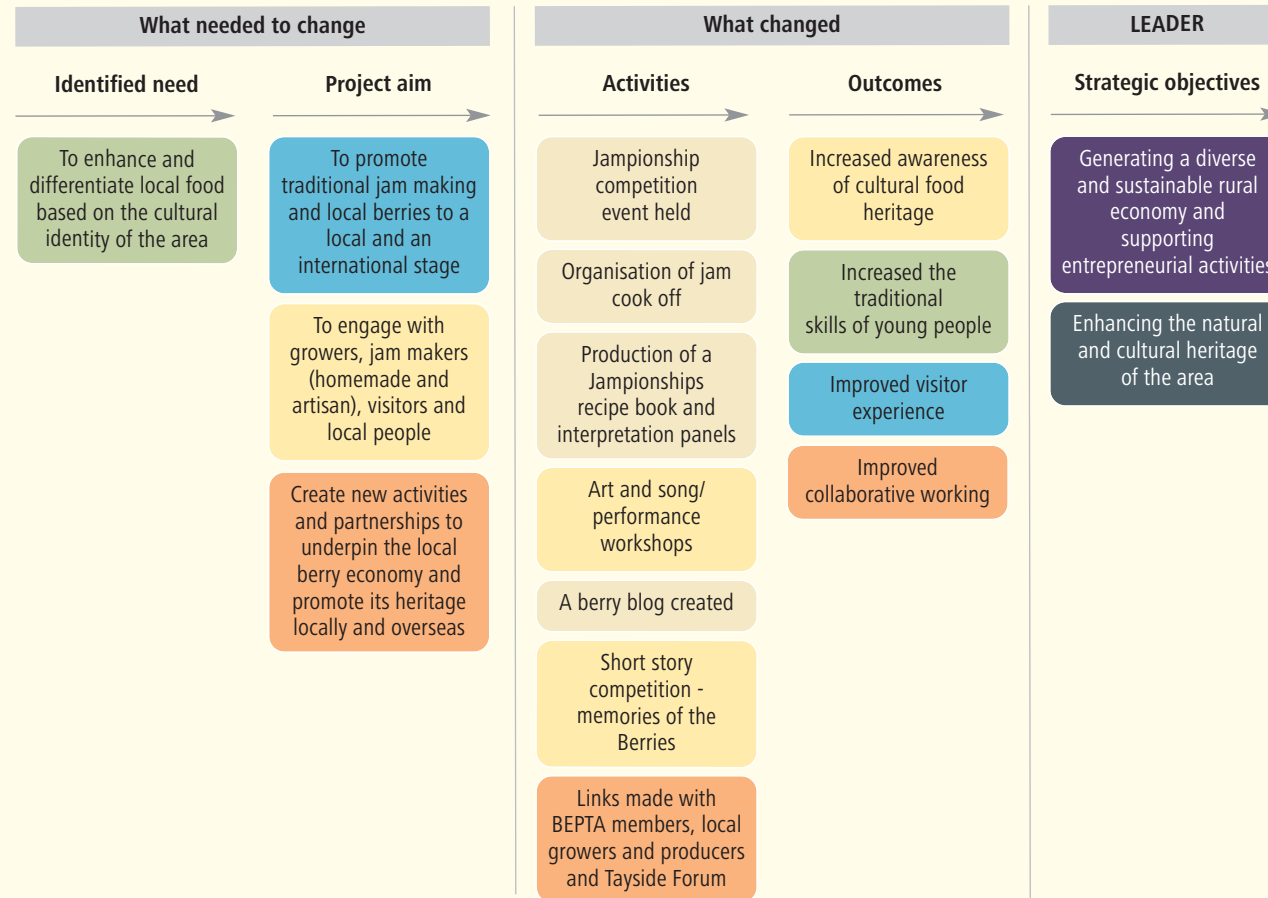 What needed to change
What changed
LEADER
Identified need
Project aim
Activities
Outcomes
Strategic objectives
To enhance and
differentiate local food
based on the cultural
identity of the area
To promote
traditional jam making
and local berries to a
local and an
international stage
To engage with
growers, jam makers
(homemade and
artisan), visitors and
local people
Create new activities
and partnerships to
underpin the local
berry economy and
promote its heritage
locally and overseas
Jampionship
competition
event held
Organisation of jam
cook off
Production of a
Jampionships
recipe book and
interpretation panels
Art and song/
performance
workshops
A berry blog created
Short story
competition -
memories of the
Berries
Links made with
BEPTA members, local
growers and producers
and Tayside Forum
Increased awareness
of cultural food
heritage
Increased the
traditional
skills of young people
Improved visitor
experience
Improved
collaborative working
Generating a diverse
and sustainable rural
economy and
supporting
entrepreneurial activities
Enhancing the natural
and cultural heritage
of the area